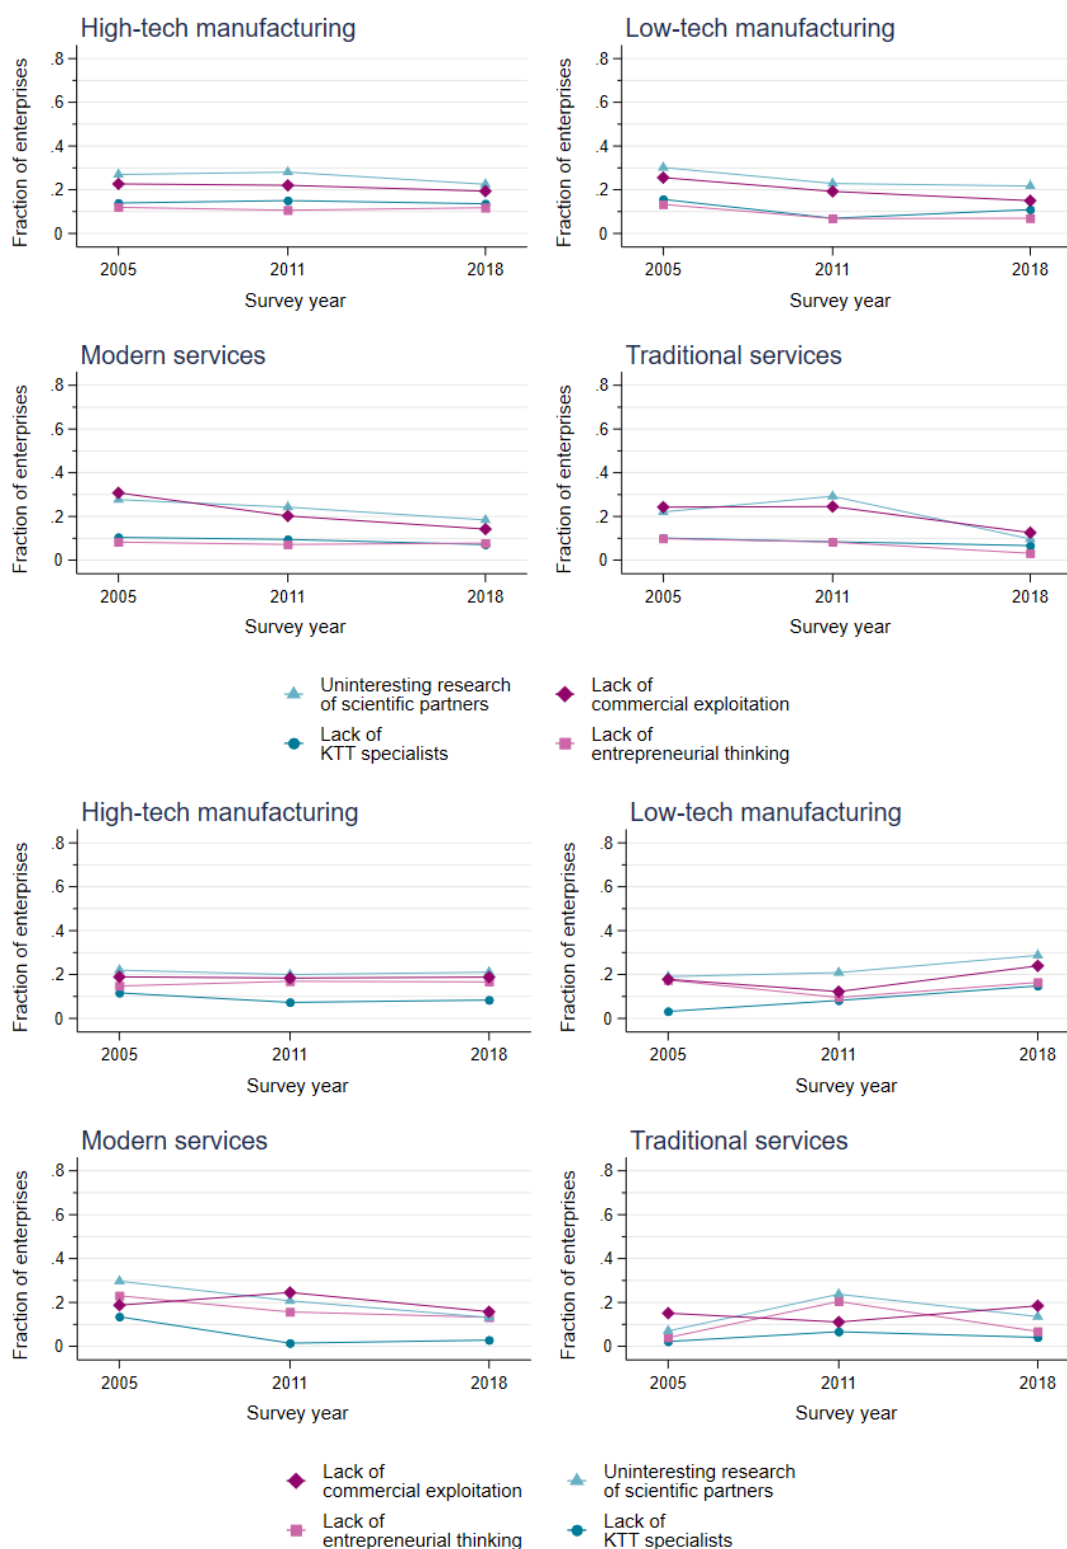 High-tech manufacturing
Fraction of enterprises
.8
.6
.4
.2
0
2005 2011 2018
Survey year
Low-tech manufacturing
Fraction of enterprises
.8
.6
.4
.2
0
2005 2011 2018
Survey year
Modern services
Fraction of enterprises
.8
.6
.4
.2
0
2005 2011 2018
Survey year
Traditional services
Fraction of enterprises
.8
.6
.4
.2
0
2005 2011 2018
Survey year
Uninteresting research
of scientific partners
Lack of
commercial exploitation
Lack of
KTT specialists
Lack of
entrepreneurial thinking
High-tech manufacturing
Fraction of enterprises
.8
.6
.4
.2
0
2005 2011 2018
Survey year
Low-tech manufacturing
Fraction of enterprises
.8
.6
.4
.2
0
2005 2011 2018
Survey year
Modern services
Fraction of enterprises
.8
.6
.4
.2
0
2005 2011 2018
Survey year
Traditional services
Fraction of enterprises
.8
.6
.4
.2
0
2005 2011 2018
Survey year
Lack of
commercial exploitation
Uninteresting research
of scientific partners
Lack of
entrepreneurial thinking
Lack of
KTT specialists